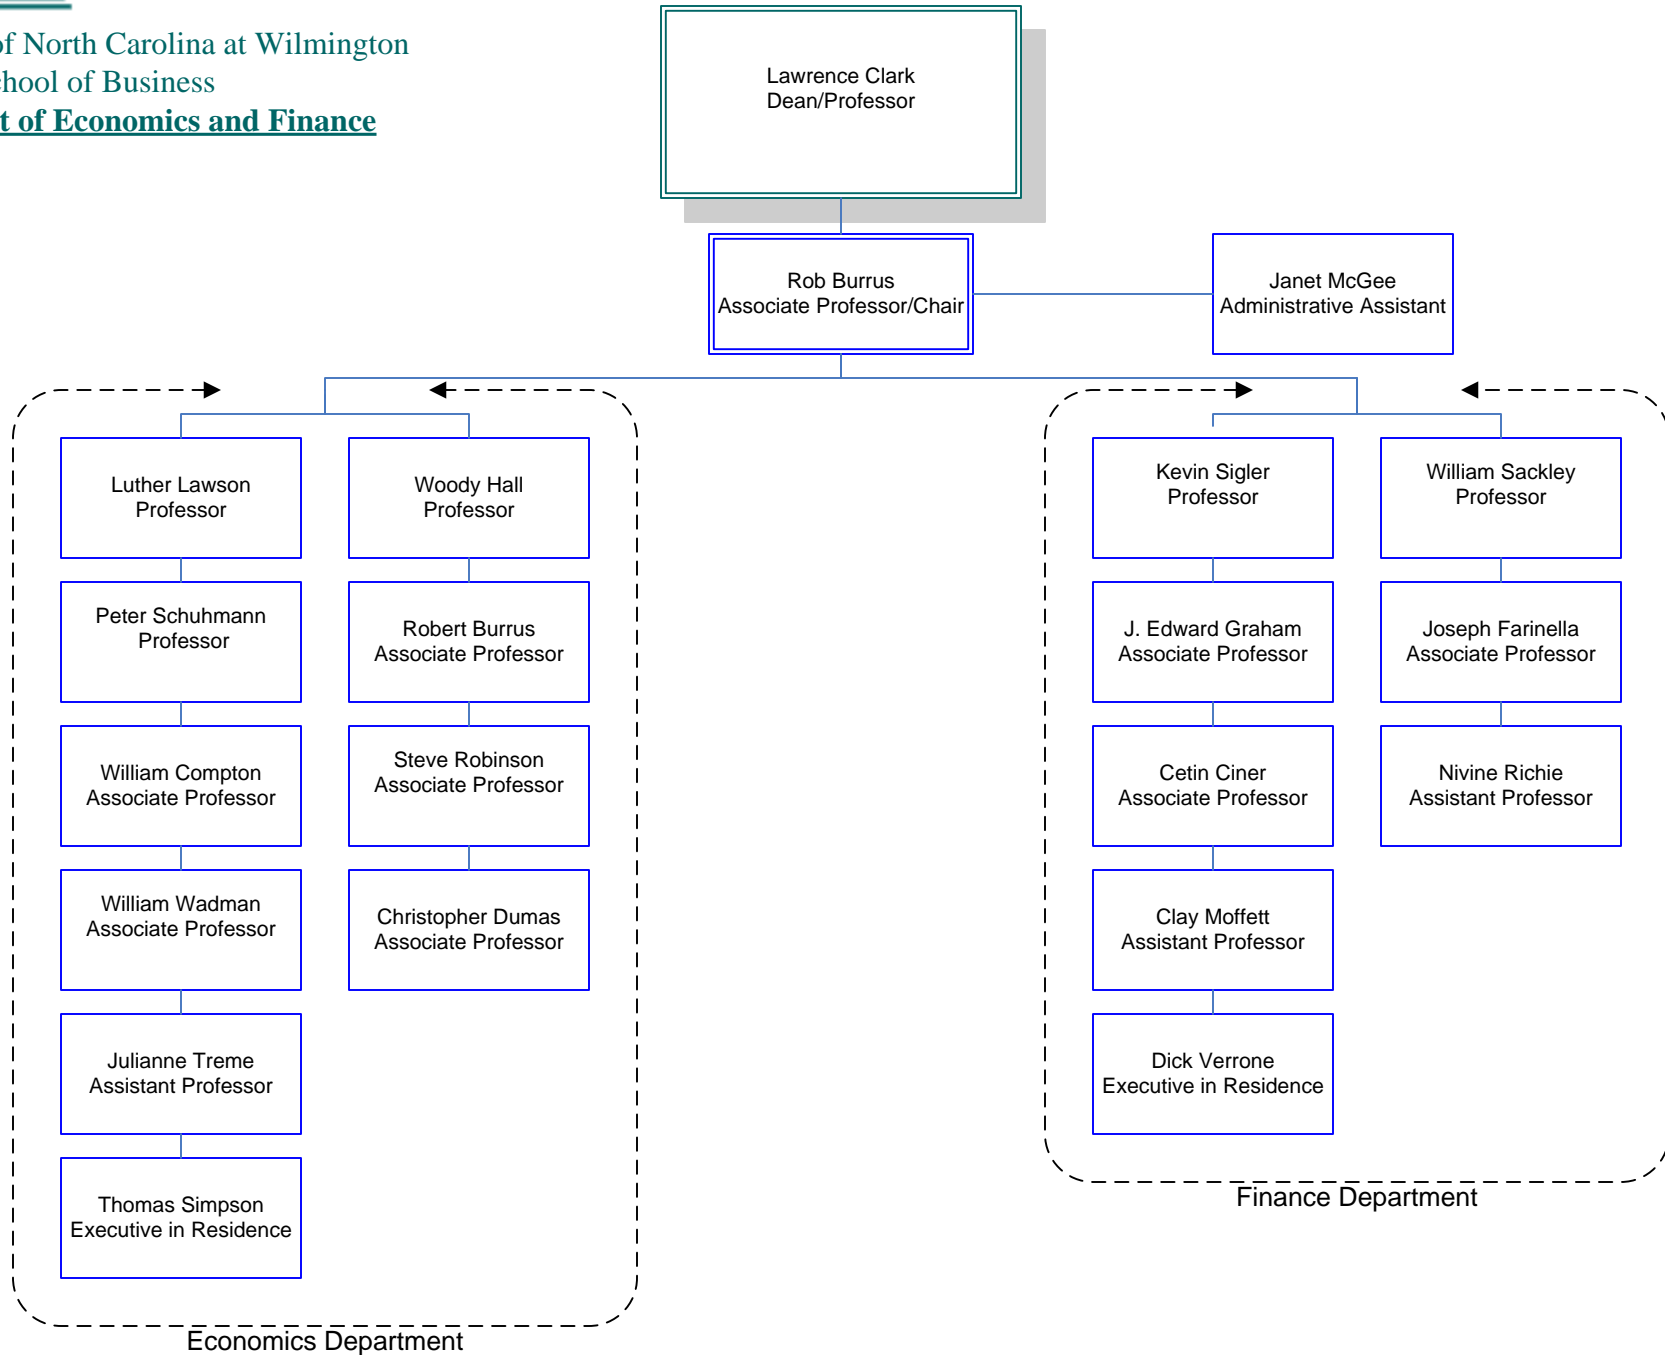 of North Carolina at Wilmington
School of Business
t of Economics and Finance
Lawrence Clark
Dean/Professor
Rob Burrus
Associate Professor/Chair
Janet McGee
Administrative Assistant
Luther Lawson
Professor
Woody Hall
Professor
Kevin Sigler
Professor
William Sackley
Professor
Peter Schuhmann
Professor
Robert Burrus
Associate Professor
J. Edward Graham
Associate Professor
Joseph Farinella
Associate Professor
William Compton
Associate Professor
Steve Robinson
Associate Professor
Cetin Ciner
Associate Professor
Nivine Richie
Assistant Professor
William Wadman
Associate Professor
Christopher Dumas
Associate Professor
Clay Moffett
Assistant Professor
Julianne Treme
Assistant Professor
Dick Verrone
Executive in Residence
Thomas Simpson
Executive in Residence
Finance Department
Economics Department